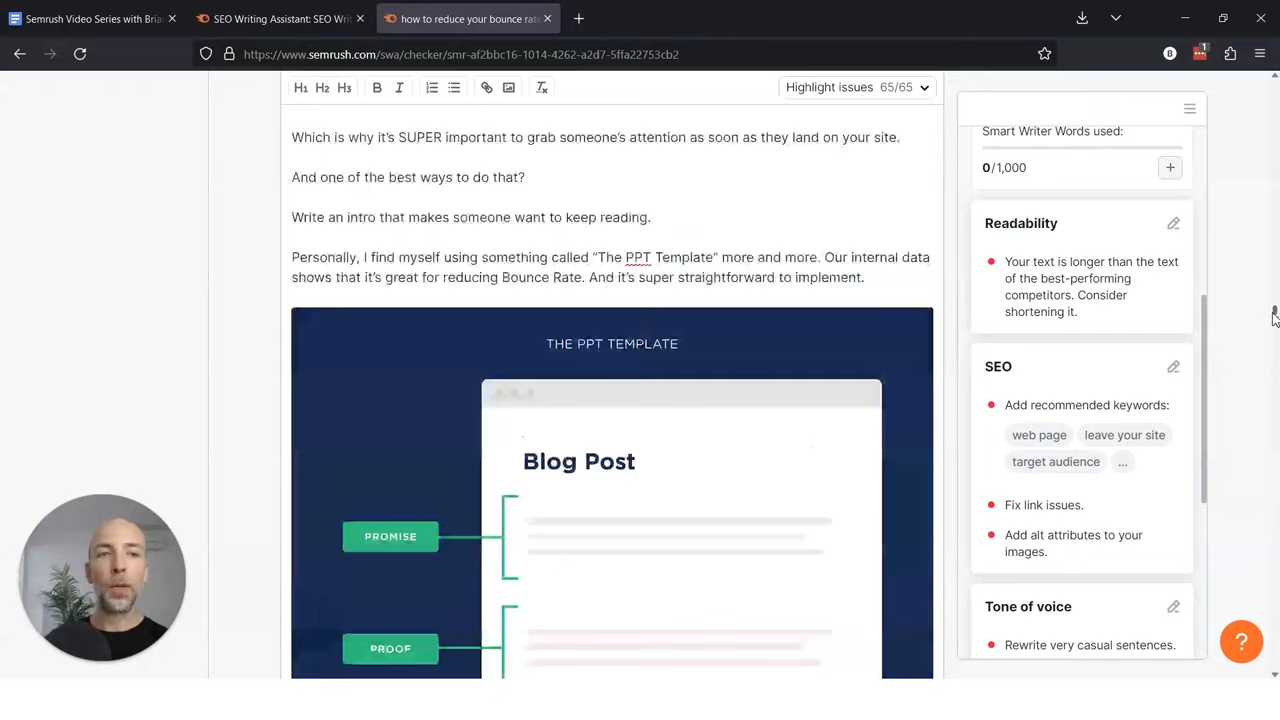 Semrush Video Series with Bria
SEO Writing Assistant: SEO Wri
how to reduce your bounce rate
https://www.semrush.com/swa/checker/smr-af2bbc16-1014-4262-a2d7-5ffa22753cb2
B
1
H1 H2 H3 B I
Highlight issues 65/65
Which is why it's SUPER important to grab someone's attention as soon as they land on your site.
And one of the best ways to do that?
Write an intro that makes someone want to keep reading.
Personally, I find myself using something called “The PPT Template” more and more. Our internal data
shows that it's great for reducing Bounce Rate. And it's super straightforward to implement.
THE PPT TEMPLATE
Blog Post
PROMISE
PROOF
Smart Writer Words used:
0/1,000
Readability
Your text is longer than the text
of the best-performing
competitors. Consider
shortening it.
SEO
Add recommended keywords:
web page leave your site
target audience ...
Fix link issues.
Add alt attributes to your
images.
Tone of voice
Rewrite very casual sentences.
?